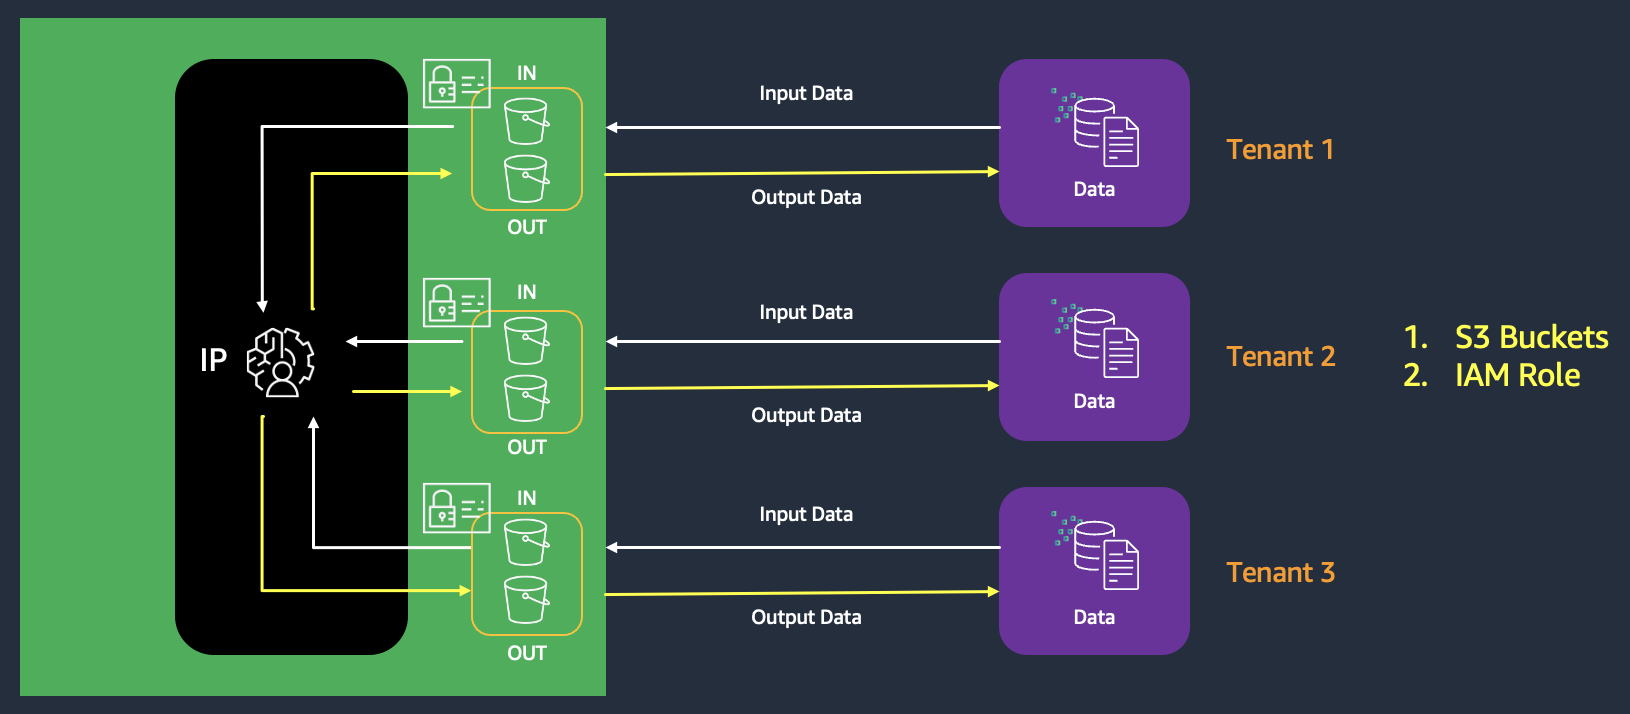 IN
Input Data
Output Data
OUT
Data
Tenant 1
IN
Input Data
IP
Output Data
OUT
Data
Tenant 2
1. S3 Buckets
2. IAM Role
IN
Input Data
Output Data
OUT
Data
Tenant 3